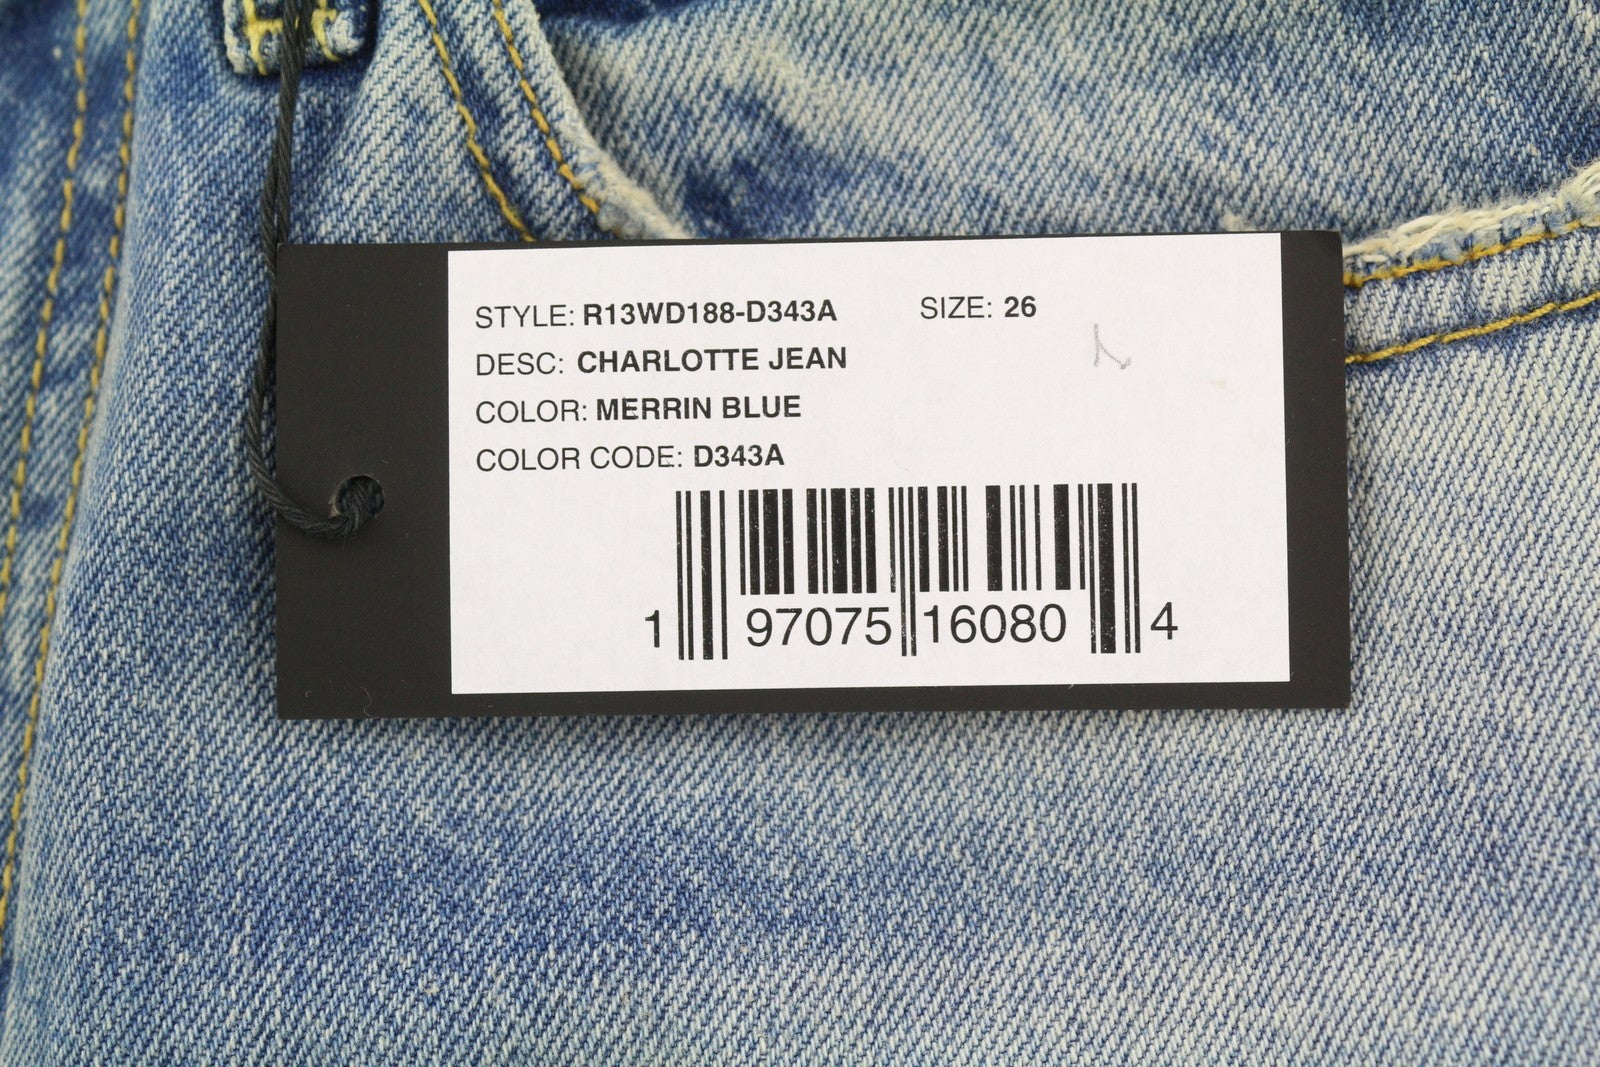 STYLE: R13WD188-D343A SIZE: 26
DESC: CHARLOTTE JEAN
COLOR: MERRIN BLUE
COLOR CODE: D343A
1 97075 16080 4